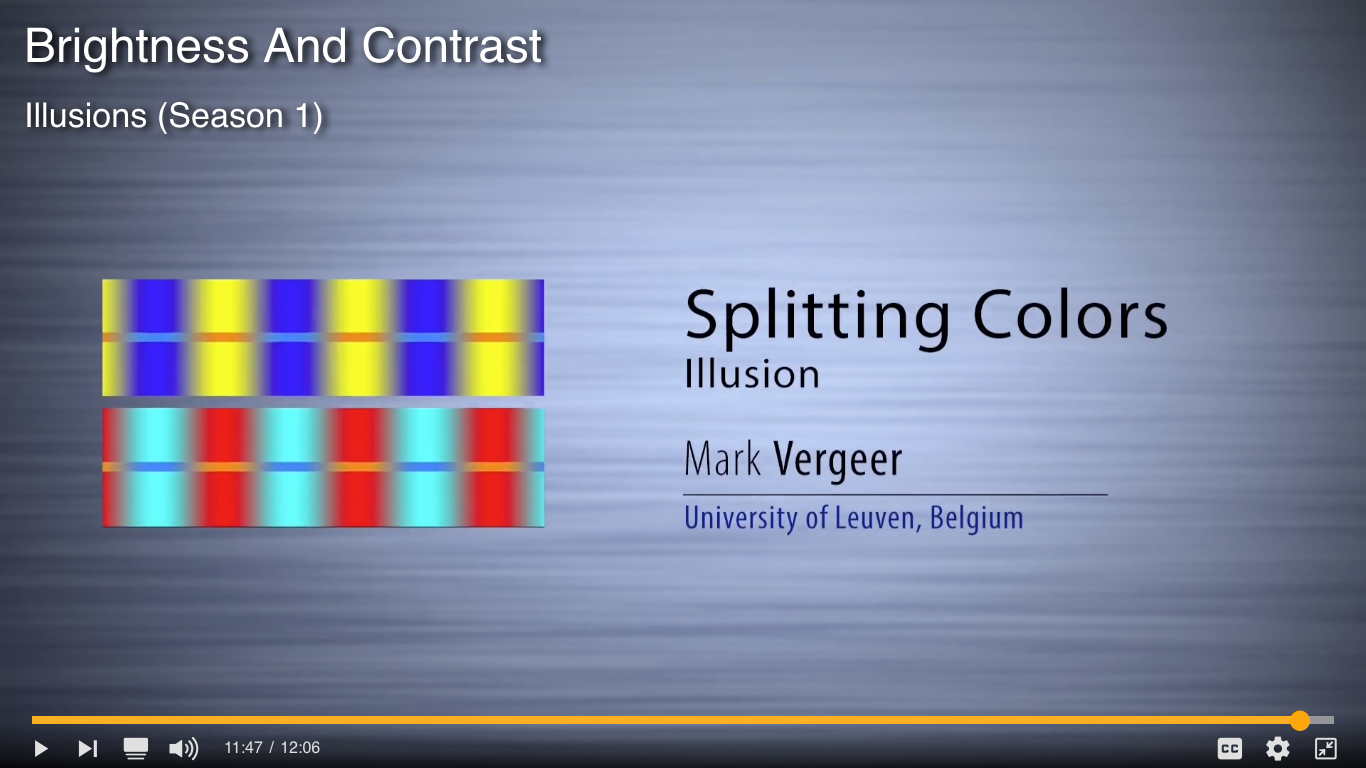 Brightness And Contrast
Illusions (Season 1)
Splitting Colors
Illusion
Mark Vergeer
University of Leuven, Belgium
11:47 / 12:06
CC